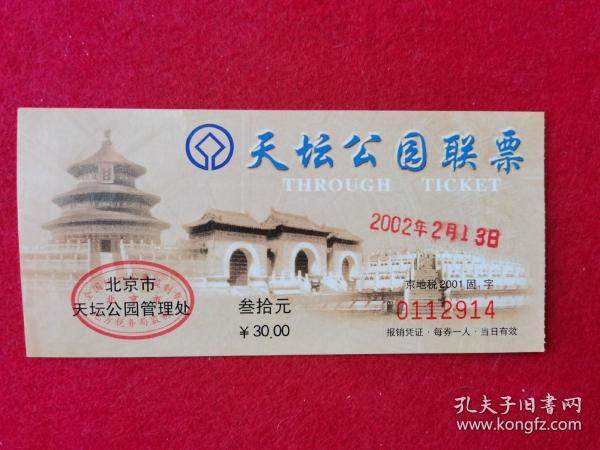 天坛公园联票
THROUGH TICKET
2002年2月13日
北京市
天坛公园管理处
叁拾元
￥30.00
京地税2001固1字
0112914
报销凭证·每券一人·当日有效
孔夫子旧书网
www.kongfz.com